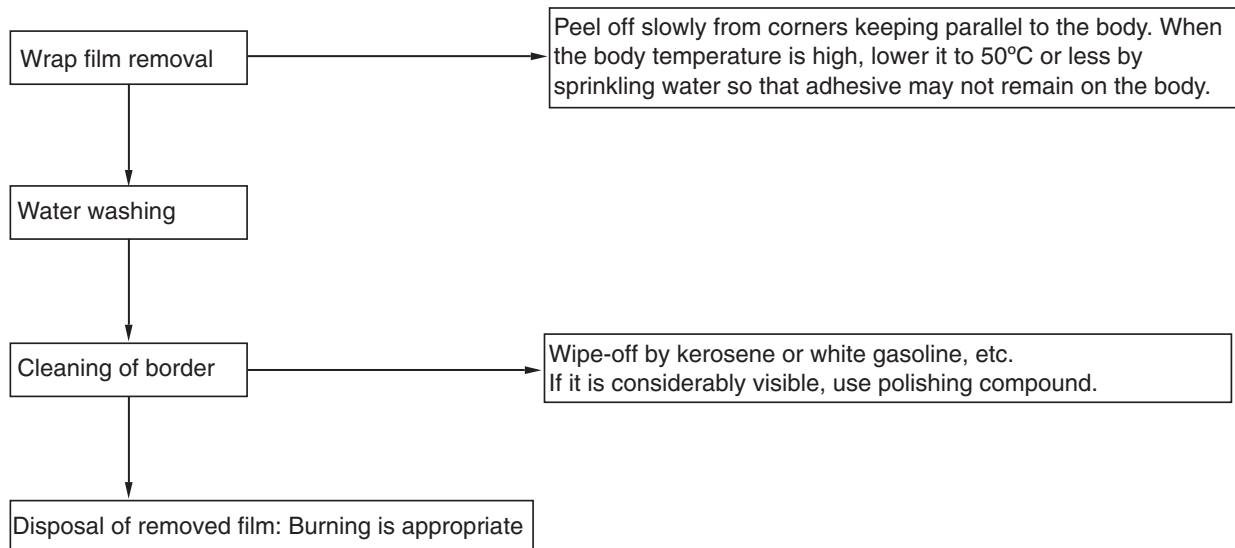 Wrap film removal
Peel off slowly from corners keeping parallel to the body. When
the body temperature is high, lower it to 50ºC or less by
sprinkling water so that adhesive may not remain on the body.
Water washing
Cleaning of border
Wipe-off by kerosene or white gasoline, etc.
If it is considerably visible, use polishing compound.
Disposal of removed film: Burning is appropriate